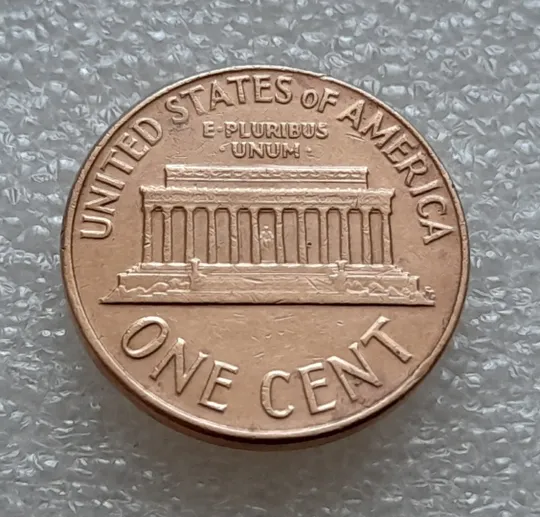 UNITED STATES OF AMERICA
E·PLURIBUS
·UNUM·
ONE CENT